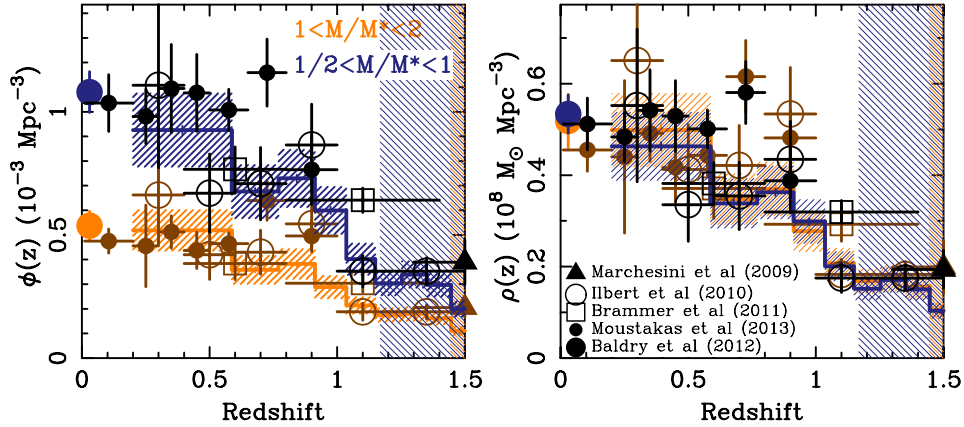 1<M/M*<2
1/2<M/M*<1
ϕ(z) (10⁻³ Mpc⁻³)
1
0.5
0
0 0.5 1 1.5
Redshift
ρ(z) (10⁸ M☉ Mpc⁻³)
0.6
0.4
0.2
0
Marchesini et al (2009)
Ilbert et al (2010)
Brammer et al (2011)
Moustakas et al (2013)
Baldry et al (2012)
0 0.5 1 1.5
Redshift